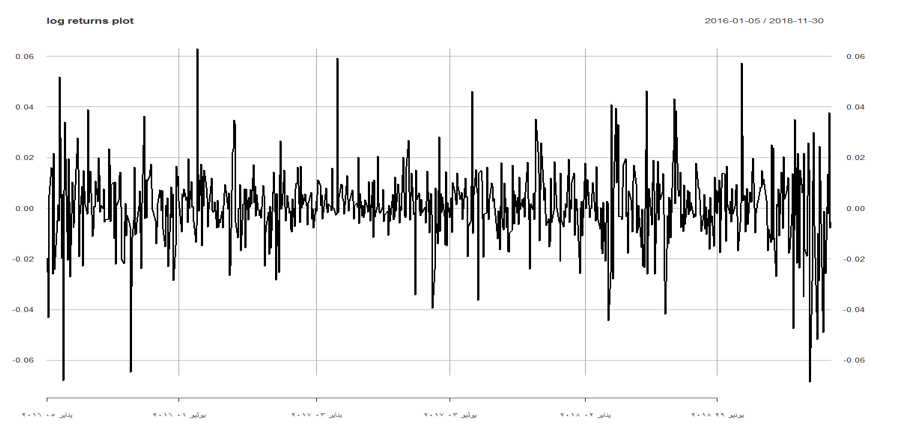 log returns plot
2016-01-05 / 2018-11-30
0.06
0.06
0.04
0.04
0.02
0.02
0.00
0.00
-0.02
-0.02
-0.04
-0.04
-0.06
-0.06
يناير ٠٥ ٢٠١٦
يوليو ٠١ ٢٠١٦
يناير ٠٣ ٢٠١٧
يوليو ٠٣ ٢٠١٧
يناير ٠٢ ٢٠١٨
يونيو ٢٩ ٢٠١٨